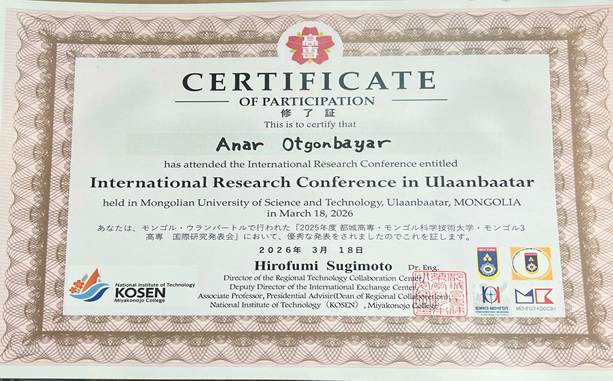 高専
CERTIFICATE
OF PARTICIPATION
修了証
This is to certify that
Anar Otgonbayar
has attended the International Research Conference entitled
International Research Conference in Ulaanbaatar
held in Mongolian University of Science and Technology, Ulaanbaatar, MONGOLIA
in March 18, 2026
あなたは、モンゴル・ウランバートルで行われた「2025年度 都城高専・モンゴル科学技術大学・モンゴル3
高専 国際研究発表会」において、優秀な発表をされましたのでこれを証します。
2026年 3月 18日
Hirofumi Sugimoto Dr. Eng.
Director of the Regional Technology Collaboration Center,
Deputy Director of the International Exchange Center,
Associate Professor, Presidential Advisir(Dean of Regional Collaboration),
National Institute of Technology (KOSEN), Miyakonojo College
National Institute of Technology
KOSEN
Miyakonojo College